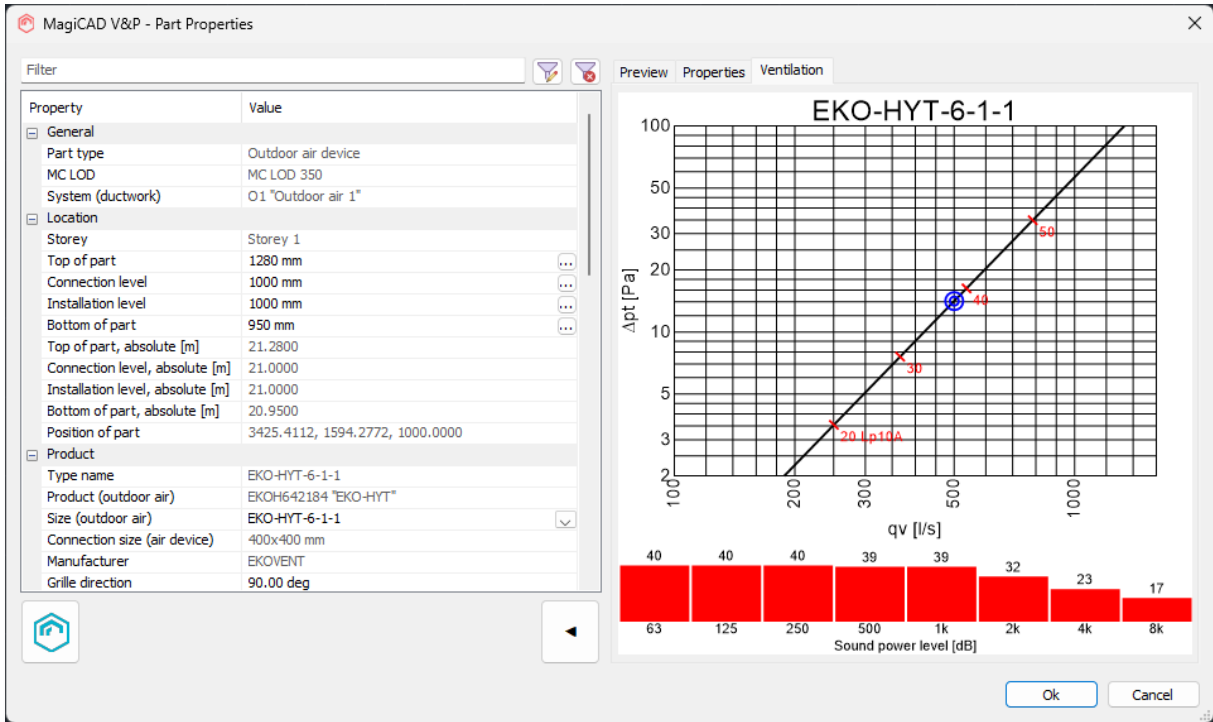 MagiCAD V&P - Part Properties
Filter
Property Value
General
Part type Outdoor air device
MC LOD MC LOD 350
System (ductwork) O1 "Outdoor air 1"
Location
Storey Storey 1
Top of part 1280 mm ...
Connection level 1000 mm ...
Installation level 1000 mm ...
Bottom of part 950 mm ...
Top of part, absolute [m] 21.2800
Connection level, absolute [m] 21.0000
Installation level, absolute [m] 21.0000
Bottom of part, absolute [m] 20.9500
Position of part 3425.4112, 1594.2772, 1000.0000
Product
Type name EKO-HYT-6-1-1
Product (outdoor air) EKOH642184 "EKO-HYT"
Size (outdoor air) EKO-HYT-6-1-1
Connection size (air device) 400x400 mm
Manufacturer EKOVENT
Grille direction 90.00 deg
Preview Properties Ventilation
EKO-HYT-6-1-1
100
50
30
20
10
5
3
2
Δpt [Pa]
50
40
30
20 Lp10A
100 200 300 500 1000
qv [l/s]
40 40 40 39 39 32 23 17
63 125 250 500 1k 2k 4k 8k
Sound power level [dB]
Ok Cancel